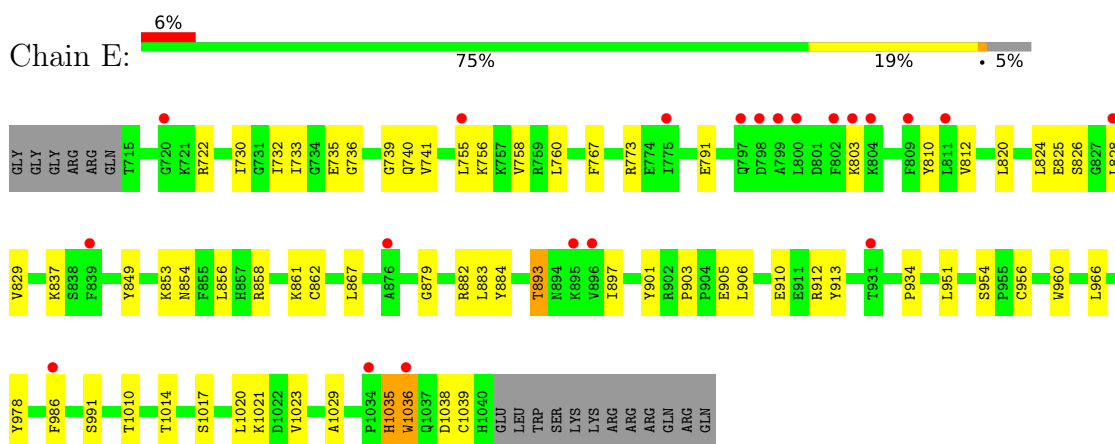 6%
Chain E:
75% 19% • 5%
GLY GLY GLY ARG ARG GLN T715 G720 K721 R722 I730 G731 I732 I733 G734 E735 G736 G739 Q740 V741 L755 K756 K757 V758 R759 L760 F767 R773 E774 I775 E791 Q797 D798 A799 L800 D801 F802 K803 K804 F809 Y810 L811 V812 L820 L824 E825 S826 G827 L828
V829 K837 S838 F839 Y849 K853 N854 F855 L856 H857 R858 K861 C862 L867 A876 G879 R882 L883 Y884 T893 N894 K895 V896 I897 Y901 R902 P903 P904 E905 L906 E910 E911 R912 Y913 T931 P934 L951 S954 P955 C956 W960 L966
Y978 F986 S991 T1010 T1014 S1017 L1020 K1021 D1022 V1023 A1029 P1034 H1035 W1036 Q1037 D1038 C1039 H1040 GLU LEU TRP SER LYS LYS ARG ARG ARG GLN ARG GLN